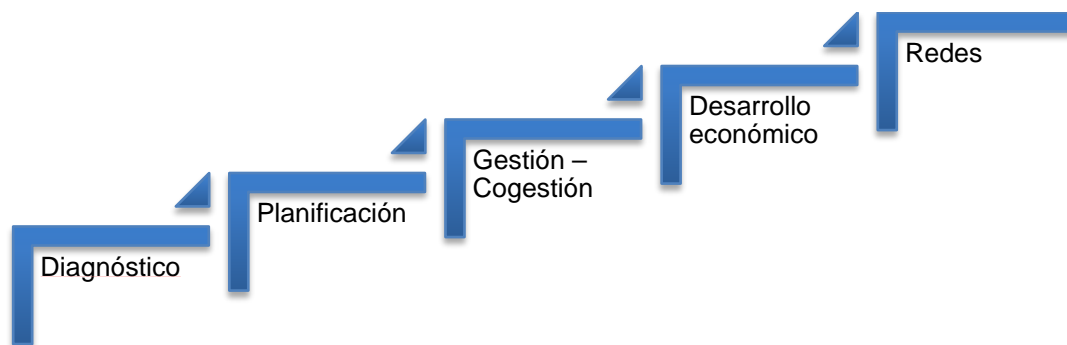 Redes
Desarrollo
económico
Gestión –
Cogestión
Planificación
Diagnóstico